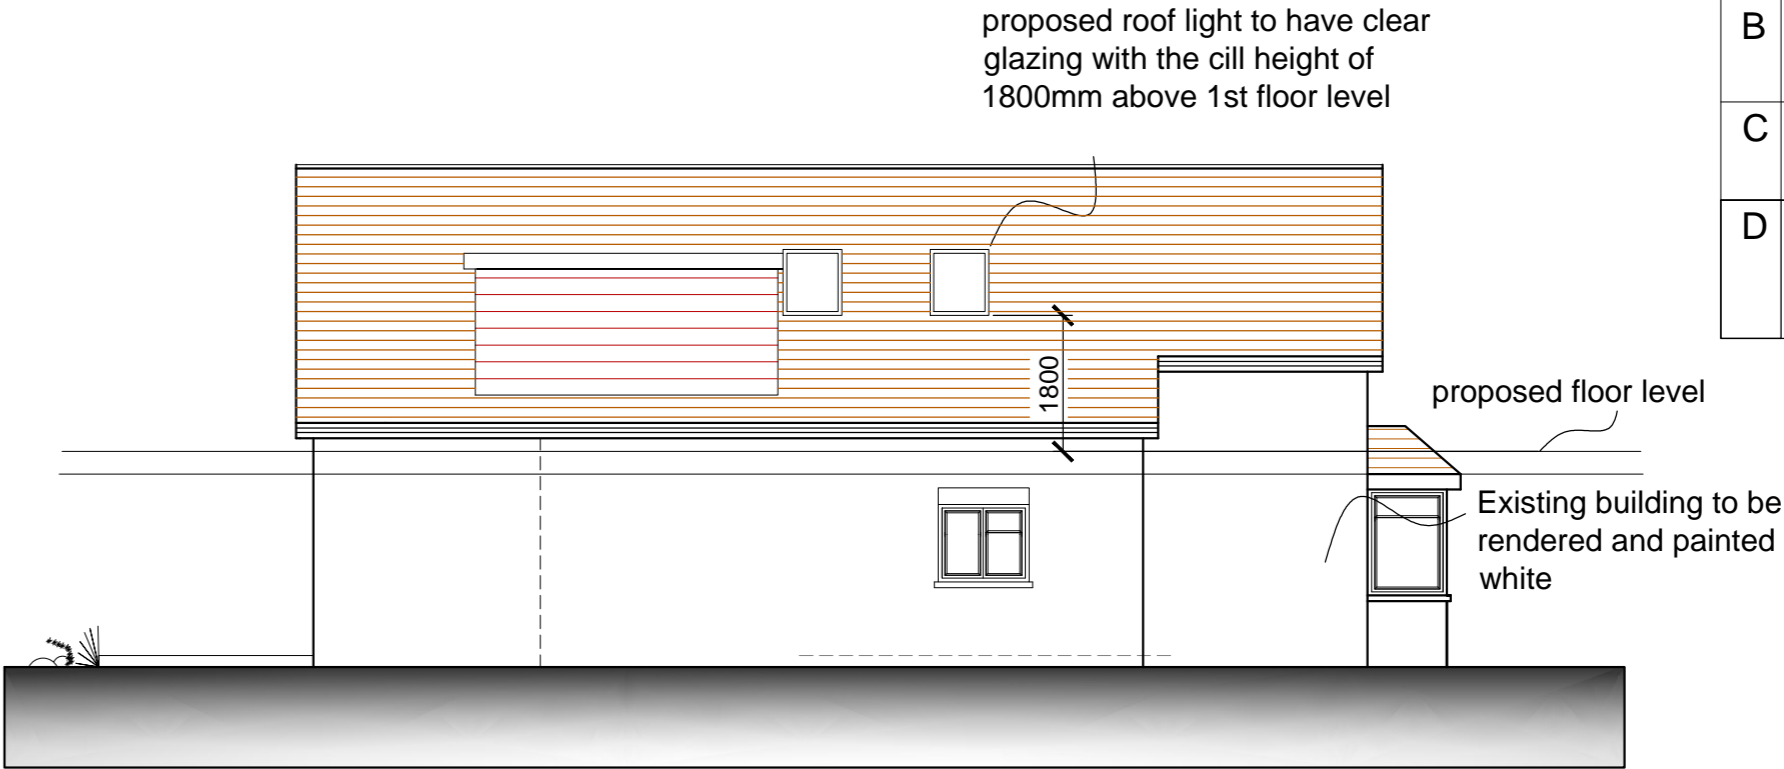 proposed roof light to have clear
glazing with the cill height of
1800mm above 1st floor level
B
C
D
1800
proposed floor level
Existing building to be
rendered and painted
white